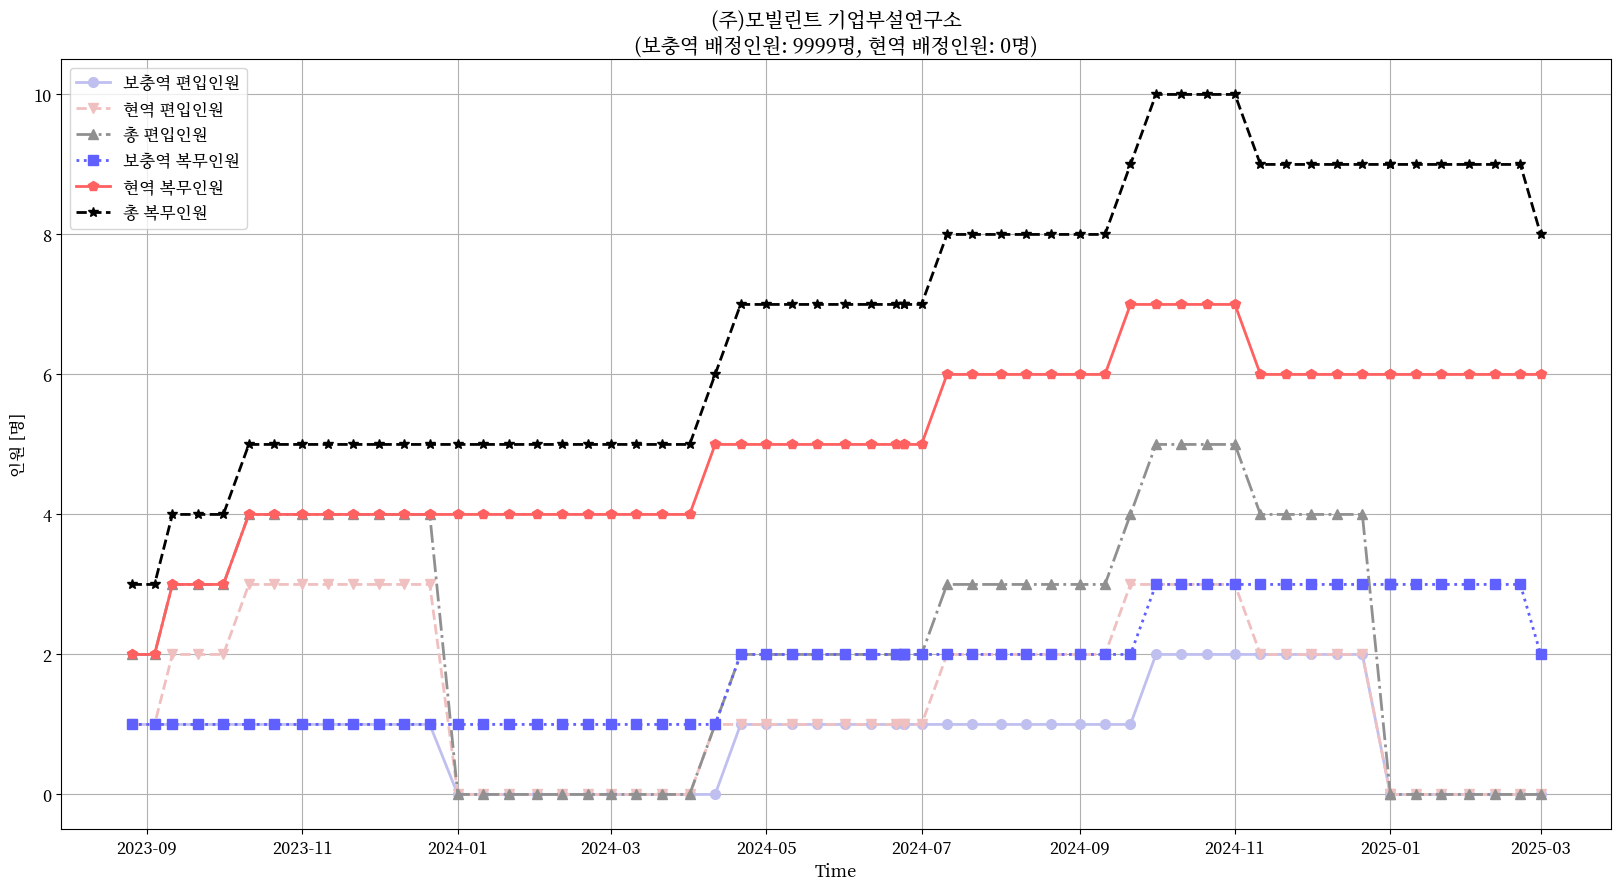 (주)모빌린트 기업부설연구소
(보충역 배정인원: 9999명, 현역 배정인원: 0명)
보충역 편입인원
현역 편입인원
총 편입인원
보충역 복무인원
현역 복무인원
총 복무인원
인원 [명]
10
8
6
4
2
0
2023-09
2023-11
2024-01
2024-03
2024-05
2024-07
2024-09
2024-11
2025-01
2025-03
Time